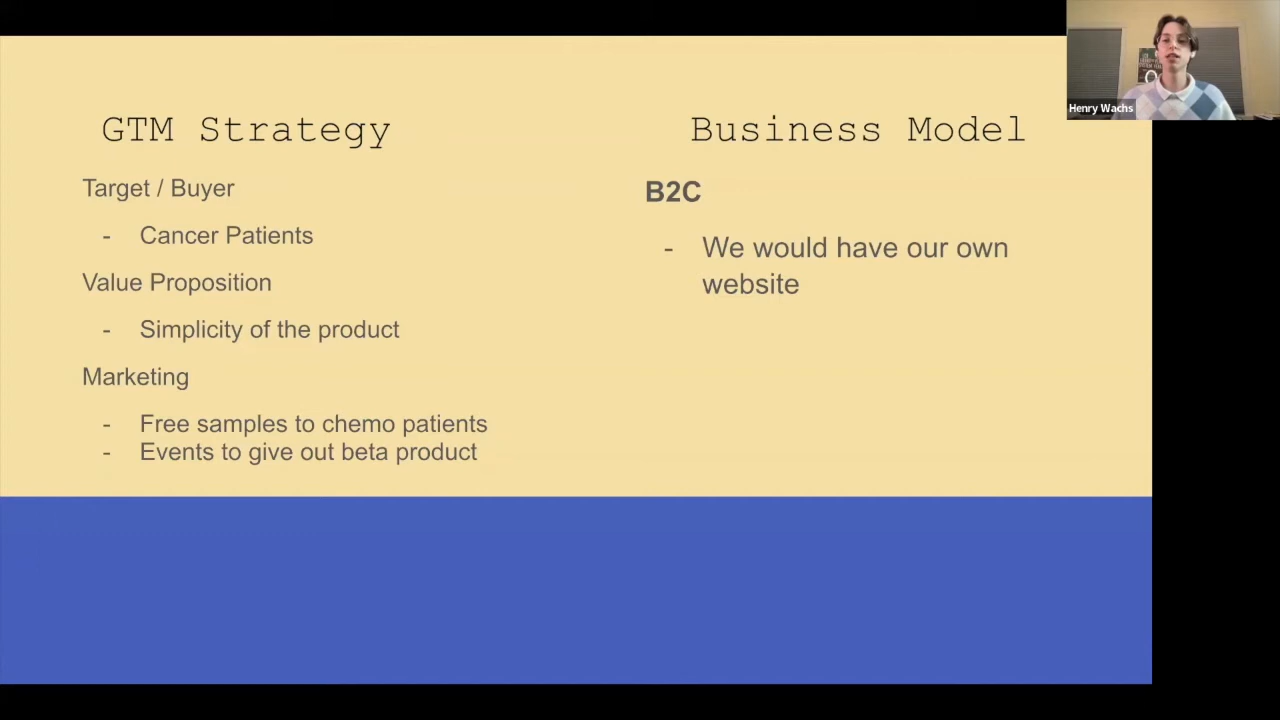 GTM Strategy
Target / Buyer
- Cancer Patients
Value Proposition
- Simplicity of the product
Marketing
- Free samples to chemo patients
- Events to give out beta product
Business Model
B2C
- We would have our own
website
Henry Wachs